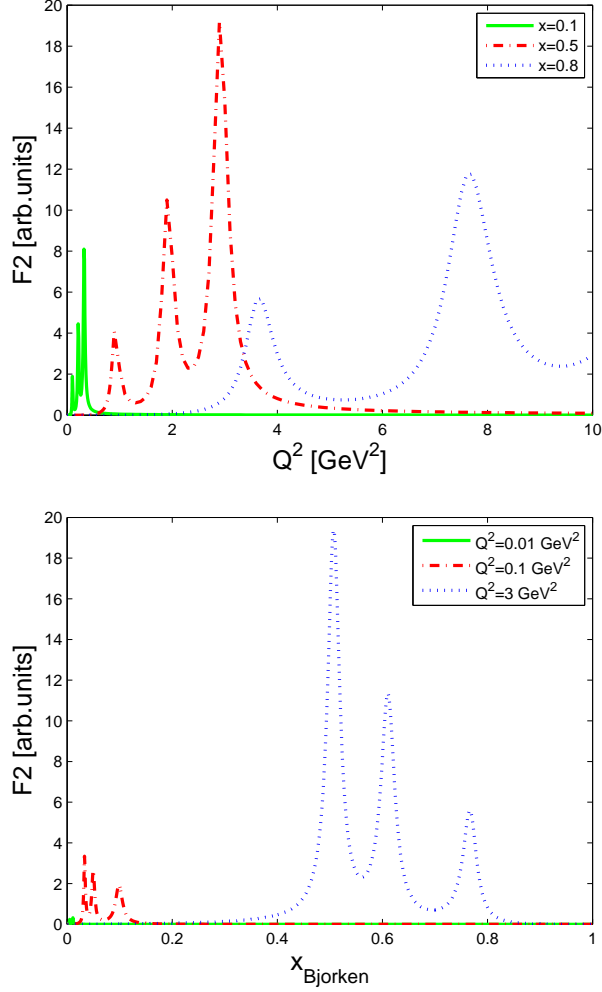 20
18
16
14
12
10
8
6
4
2
0
F2 [arb.units]
x=0.1
x=0.5
x=0.8
0 2 4 6 8 10
Q² [GeV²]
20
18
16
14
12
10
8
6
4
2
0
F2 [arb.units]
Q²=0.01 GeV²
Q²=0.1 GeV²
Q²=3 GeV²
0 0.2 0.4 0.6 0.8 1
x_Bjorken